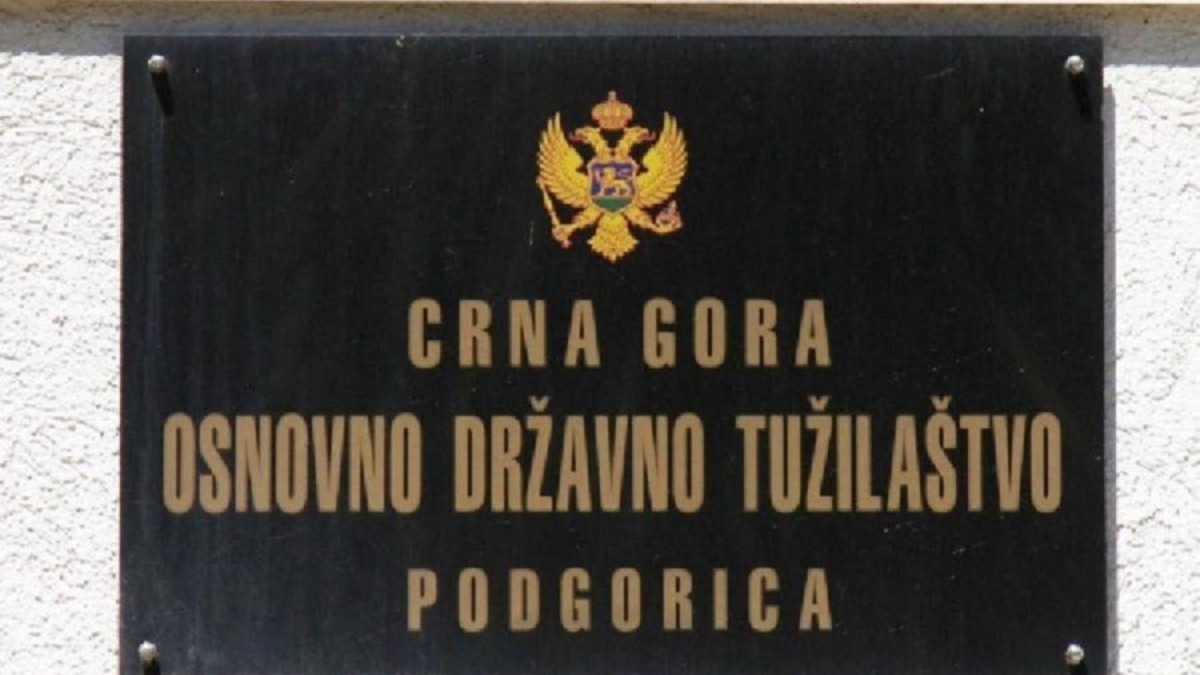 CRNA GORA
OSNOVNO DRŽAVNO TUŽILAŠTVO
PODGORICA